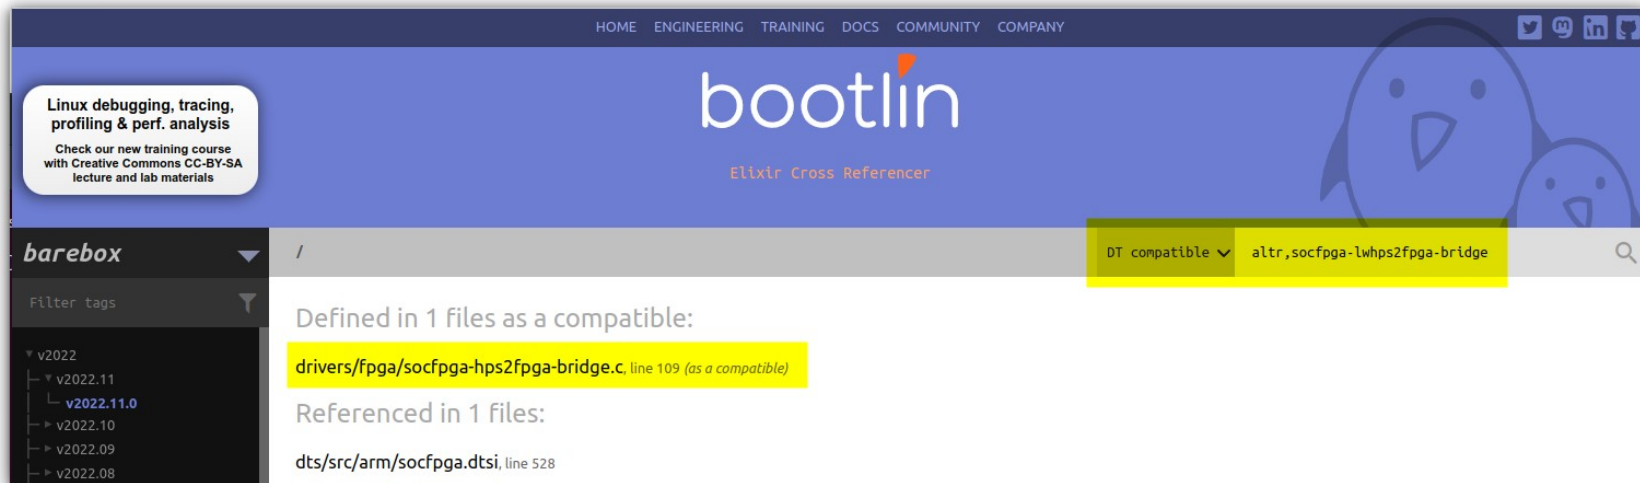 HOME ENGINEERING TRAINING DOCS COMMUNITY COMPANY
Linux debugging, tracing,
profiling & perf. analysis
Check our new training course
with Creative Commons CC-BY-SA
lecture and lab materials
bootlin
Elixir Cross Referencer
barebox
/
DT compatible altr,socfpga-lwhps2fpga-bridge
Filter tags
Defined in 1 files as a compatible:
drivers/fpga/socfpga-hps2fpga-bridge.c, line 109 (as a compatible)
Referenced in 1 files:
dts/src/arm/socfpga.dtsi, line 528
v2022
v2022.11
v2022.11.0
v2022.10
v2022.09
v2022.08